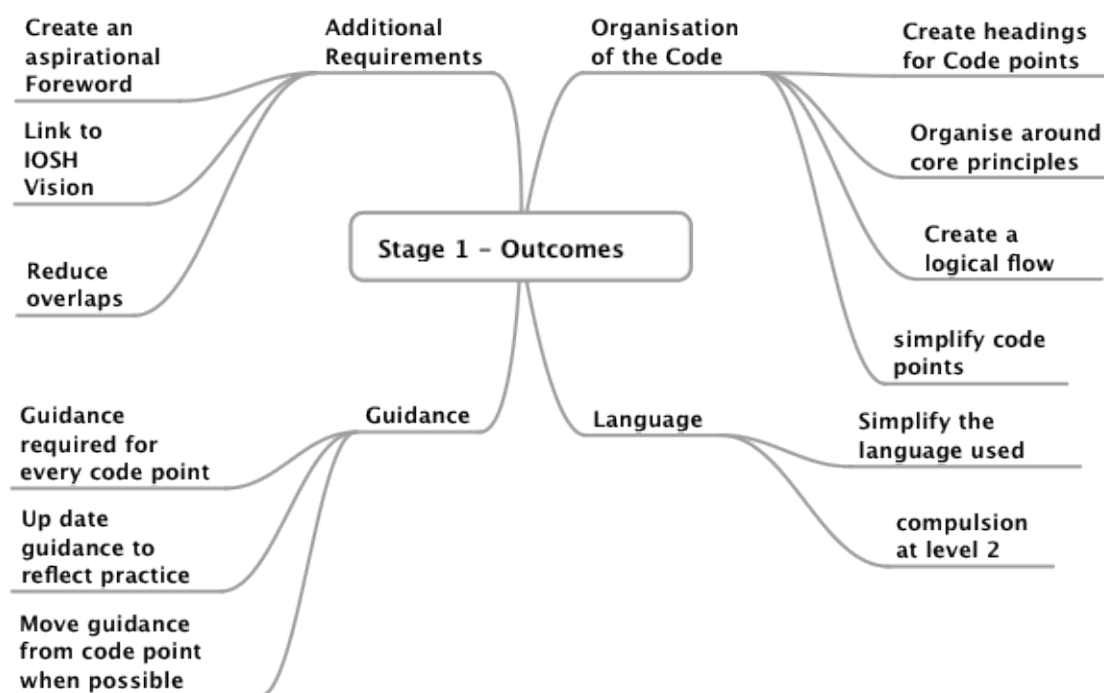 Stage 1 – Outcomes
Additional
Requirements
Create an
aspirational
Foreword
Link to
IOSH
Vision
Reduce
overlaps
Organisation
of the Code
Create headings
for Code points
Organise around
core principles
Create a
logical flow
simplify code
points
Guidance
Guidance
required for
every code point
Up date
guidance to
reflect practice
Move guidance
from code point
when possible
Language
Simplify the
language used
compulsion
at level 2